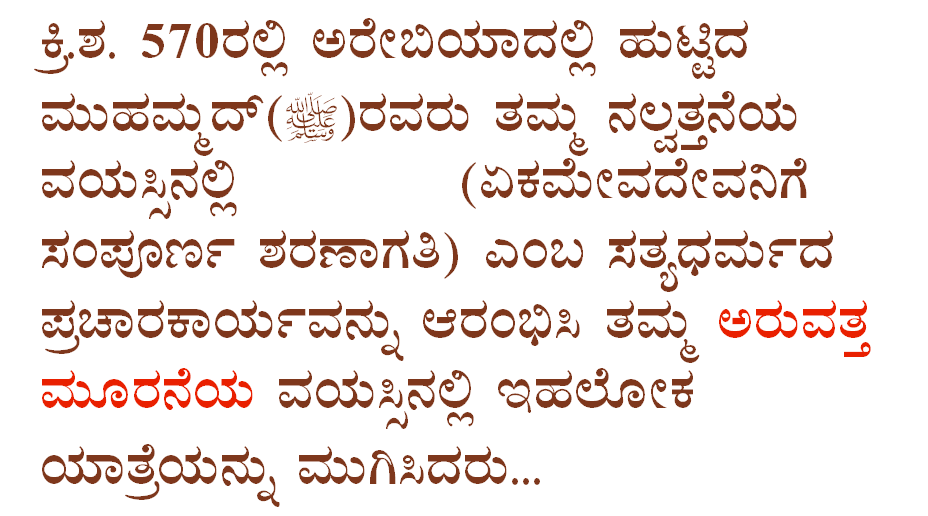 ಕ್ರಿ.ಶ. 570ರಲ್ಲಿ ಅರೇಬಿಯಾದಲ್ಲಿ ಹುಟ್ಟಿದ
ಮುಹಮ್ಮದ್(ﷺ)ರವರು ತಮ್ಮ ನಲ್ವತ್ತನೆಯ
ವಯಸ್ಸಿನಲ್ಲಿ (ಏಕಮೇವದೇವನಿಗೆ
ಸಂಪೂರ್ಣ ಶರಣಾಗತಿ) ಎಂಬ ಸತ್ಯಧರ್ಮದ
ಪ್ರಚಾರಕಾರ್ಯವನ್ನು ಆರಂಭಿಸಿ ತಮ್ಮ ಅರುವತ್ತ
ಮೂರನೆಯ ವಯಸ್ಸಿನಲ್ಲಿ ಇಹಲೋಕ
ಯಾತ್ರೆಯನ್ನು ಮುಗಿಸಿದರು...